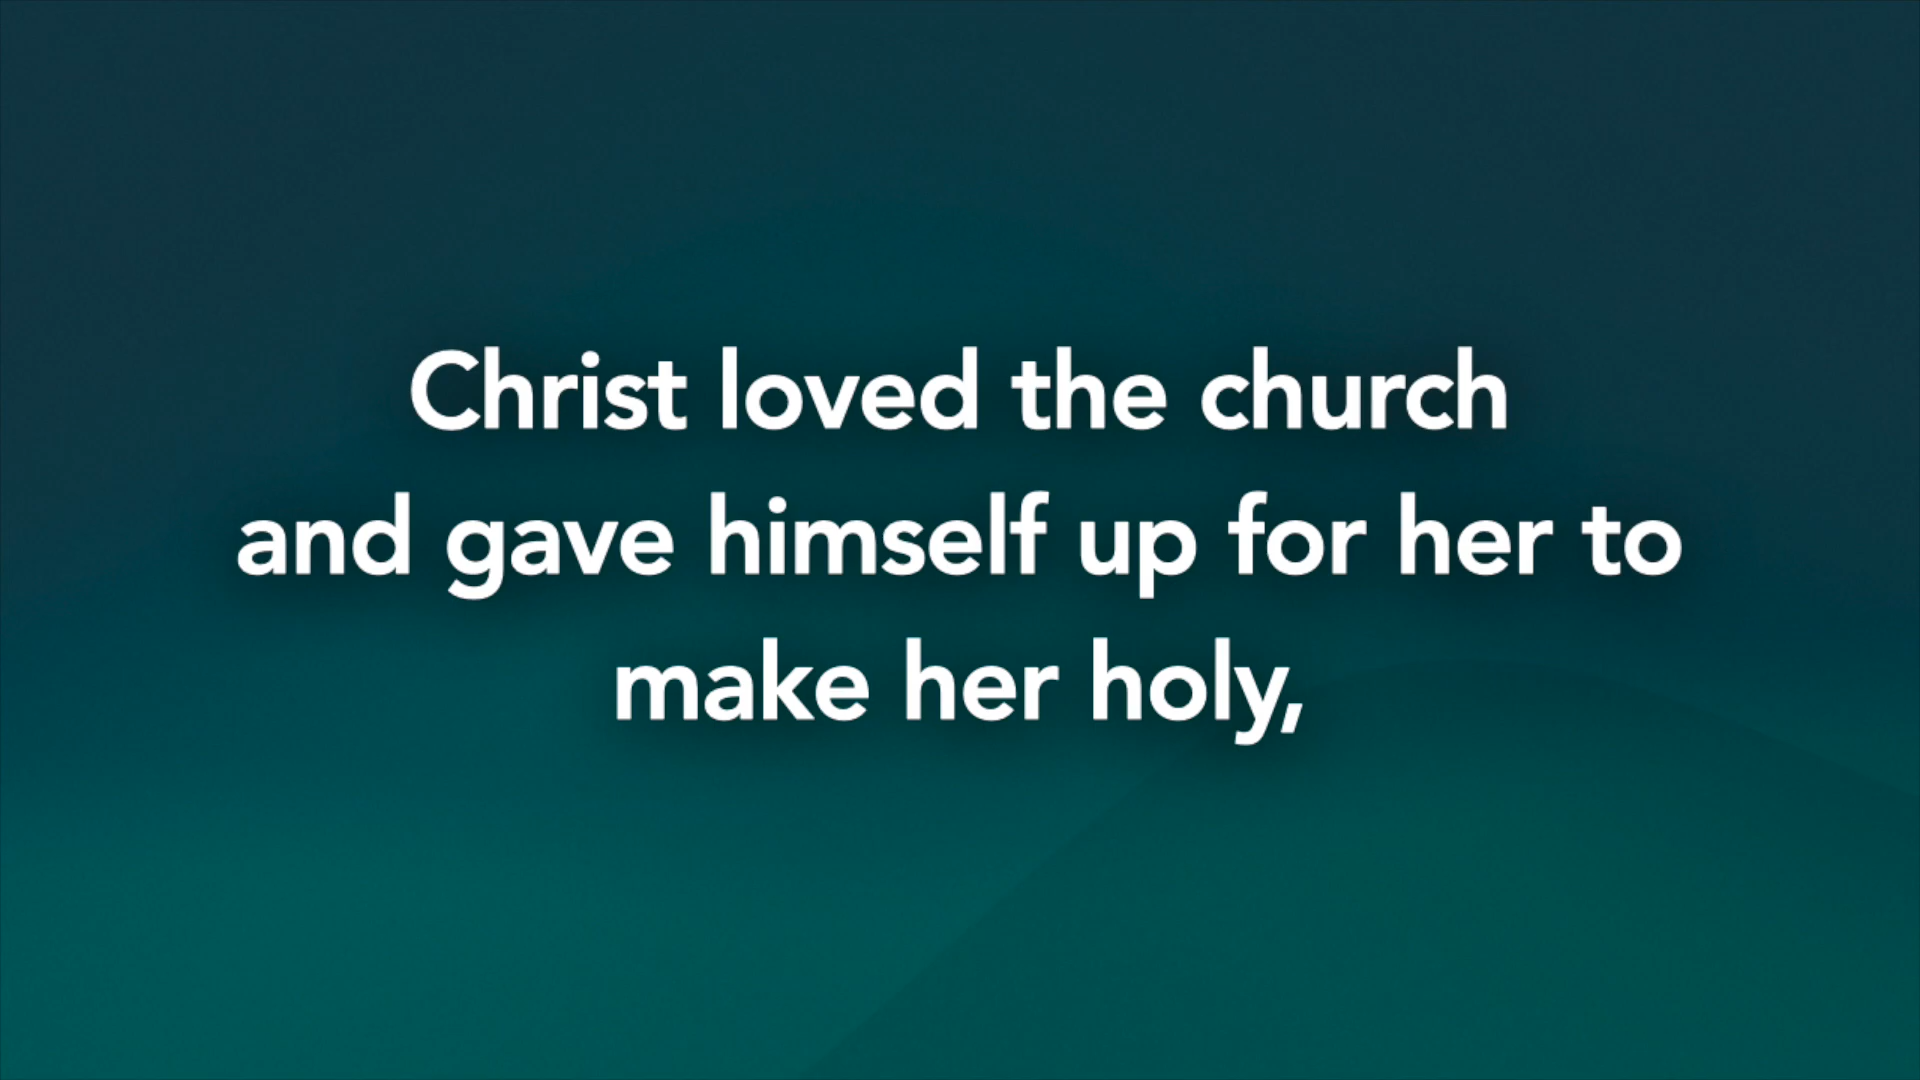 Christ loved the church
and gave himself up for her to
make her holy,